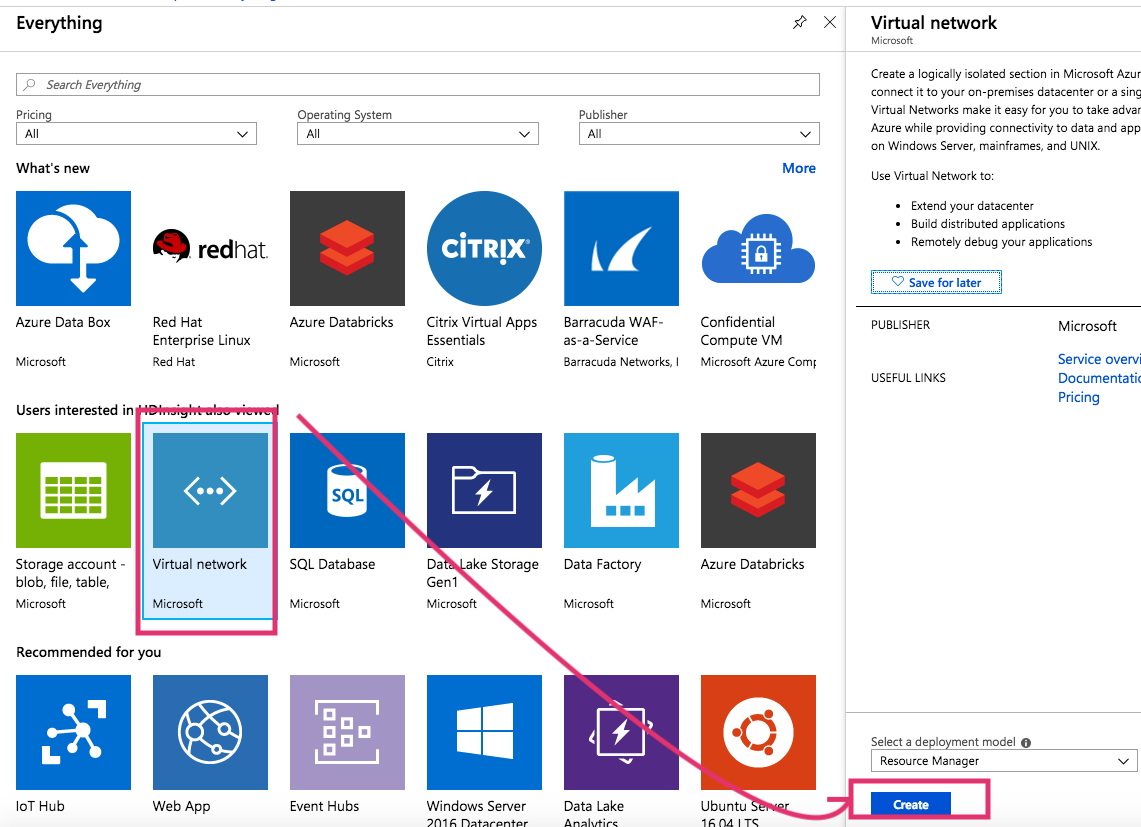 Everything
Search Everything
Pricing
Operating System
Publisher
All
All
All
What's new
More
redhat.
CİTRIX®
Azure Data Box
Red Hat
Enterprise Linux
Azure Databricks
Citrix Virtual Apps
Essentials
Barracuda WAF-
as-a-Service
Confidential
Compute VM
Microsoft
Red Hat
Microsoft
Citrix
Barracuda Networks, I
Microsoft Azure Comp
Users interested in HDInsight also viewed
SQL
Storage account -
blob, file, table,
Virtual network
SQL Database
Data Lake Storage
Gen1
Data Factory
Azure Databricks
Microsoft
Microsoft
Microsoft
Microsoft
Microsoft
Microsoft
Recommended for you
IoT Hub
Web App
Event Hubs
Windows Server
2016 Datacenter
Data Lake
Analytics
Ubuntu Server
16.04 LTS
Virtual network
Microsoft
Create a logically isolated section in Microsoft Azur
connect it to your on-premises datacenter or a sing
Virtual Networks make it easy for you to take advan
Azure while providing connectivity to data and app
on Windows Server, mainframes, and UNIX.
Use Virtual Network to:
• Extend your datacenter
• Build distributed applications
• Remotely debug your applications
Save for later
PUBLISHER
Microsoft
USEFUL LINKS
Service overvi
Documentatio
Pricing
Select a deployment model
Resource Manager
Create